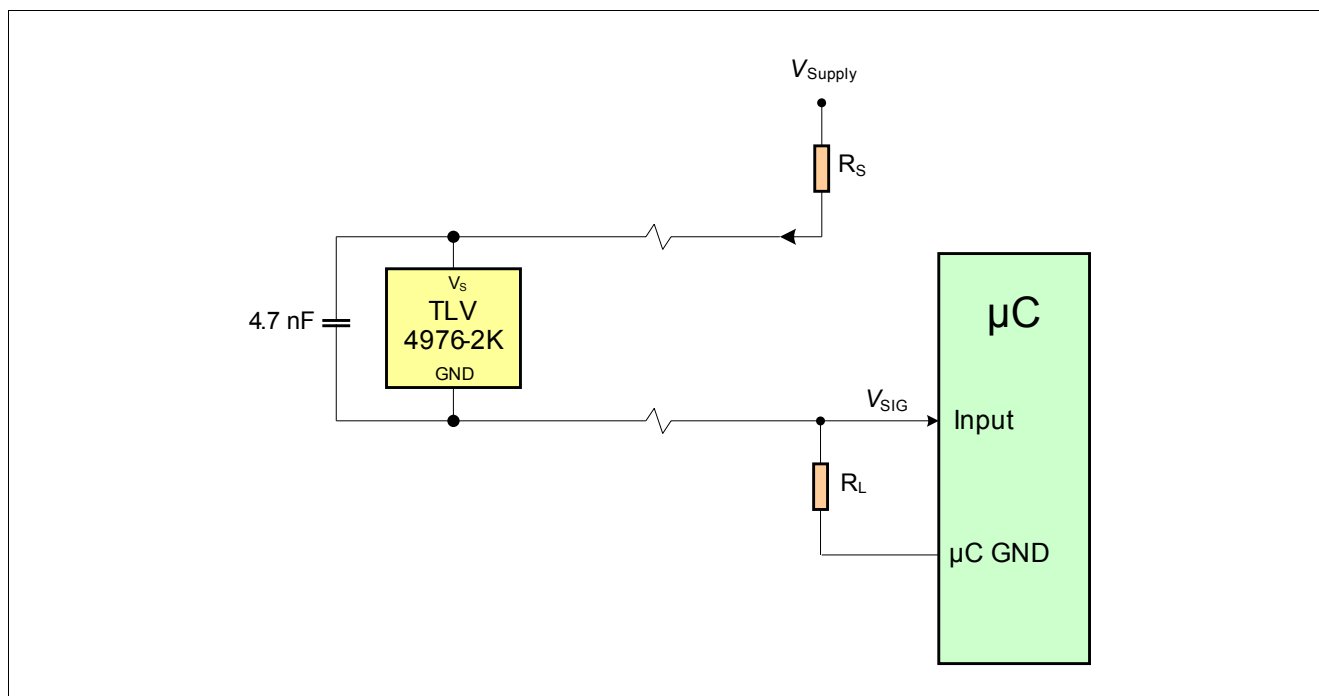 VSupply
RS
VS
TLV
4976-2K
GND
4.7 nF
µC
VSIG
Input
RL
µC GND